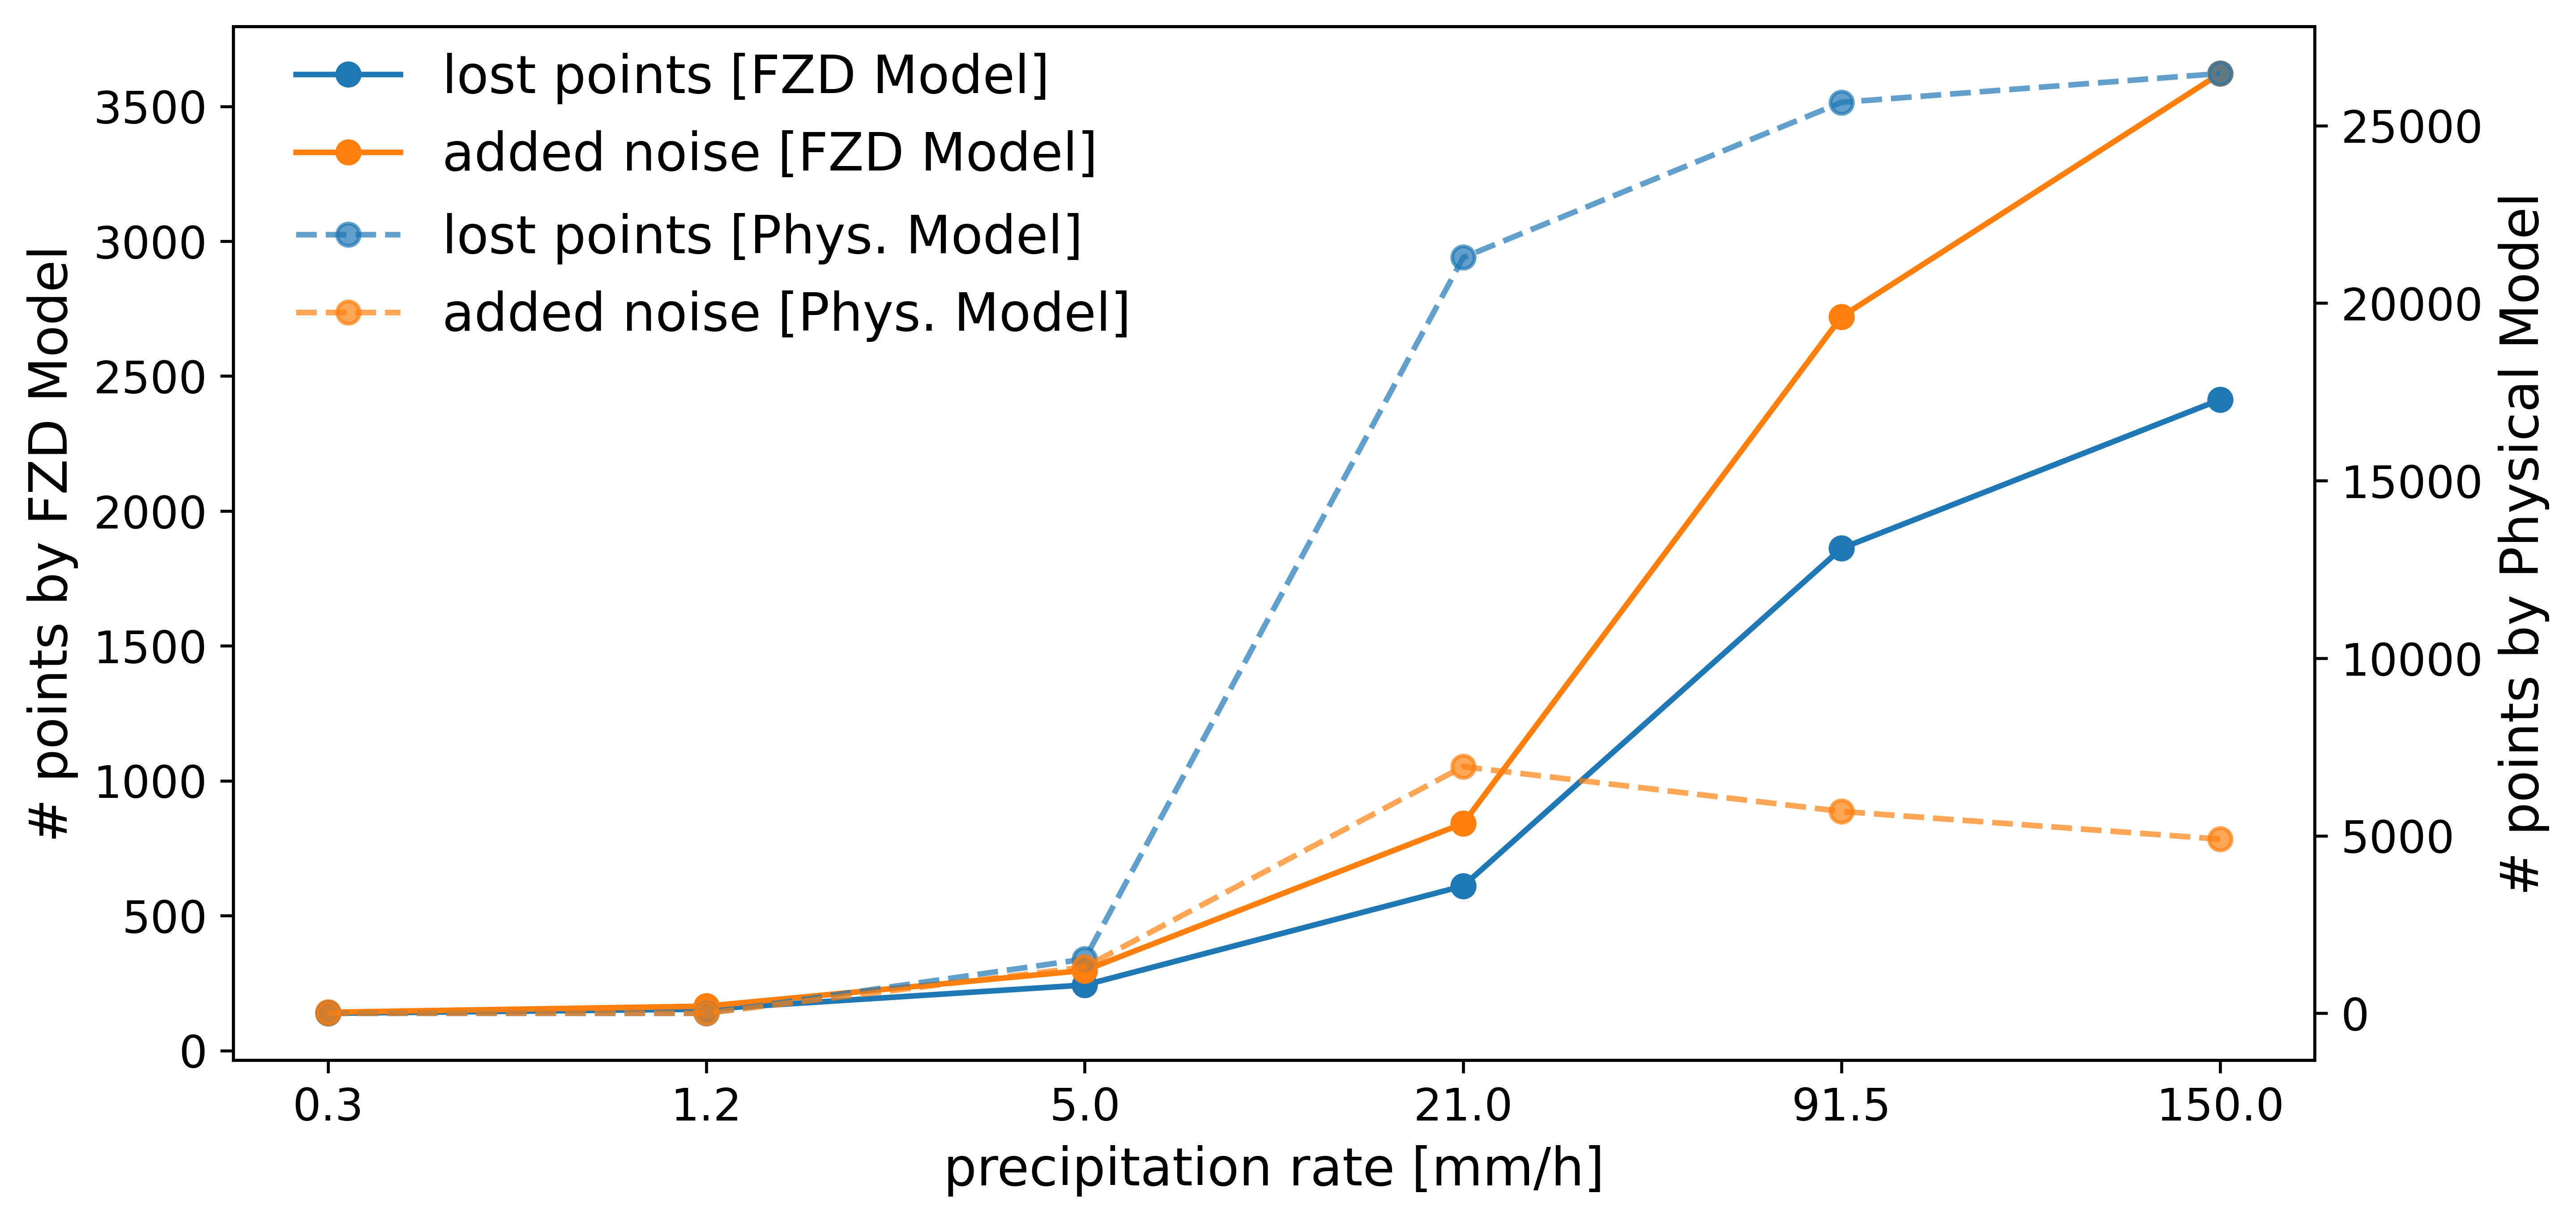 lost points [FZD Model]
added noise [FZD Model]
lost points [Phys. Model]
added noise [Phys. Model]
# points by FZD Model
3500
3000
2500
2000
1500
1000
500
0
# points by Physical Model
25000
20000
15000
10000
5000
0
0.3 1.2 5.0 21.0 91.5 150.0
precipitation rate [mm/h]